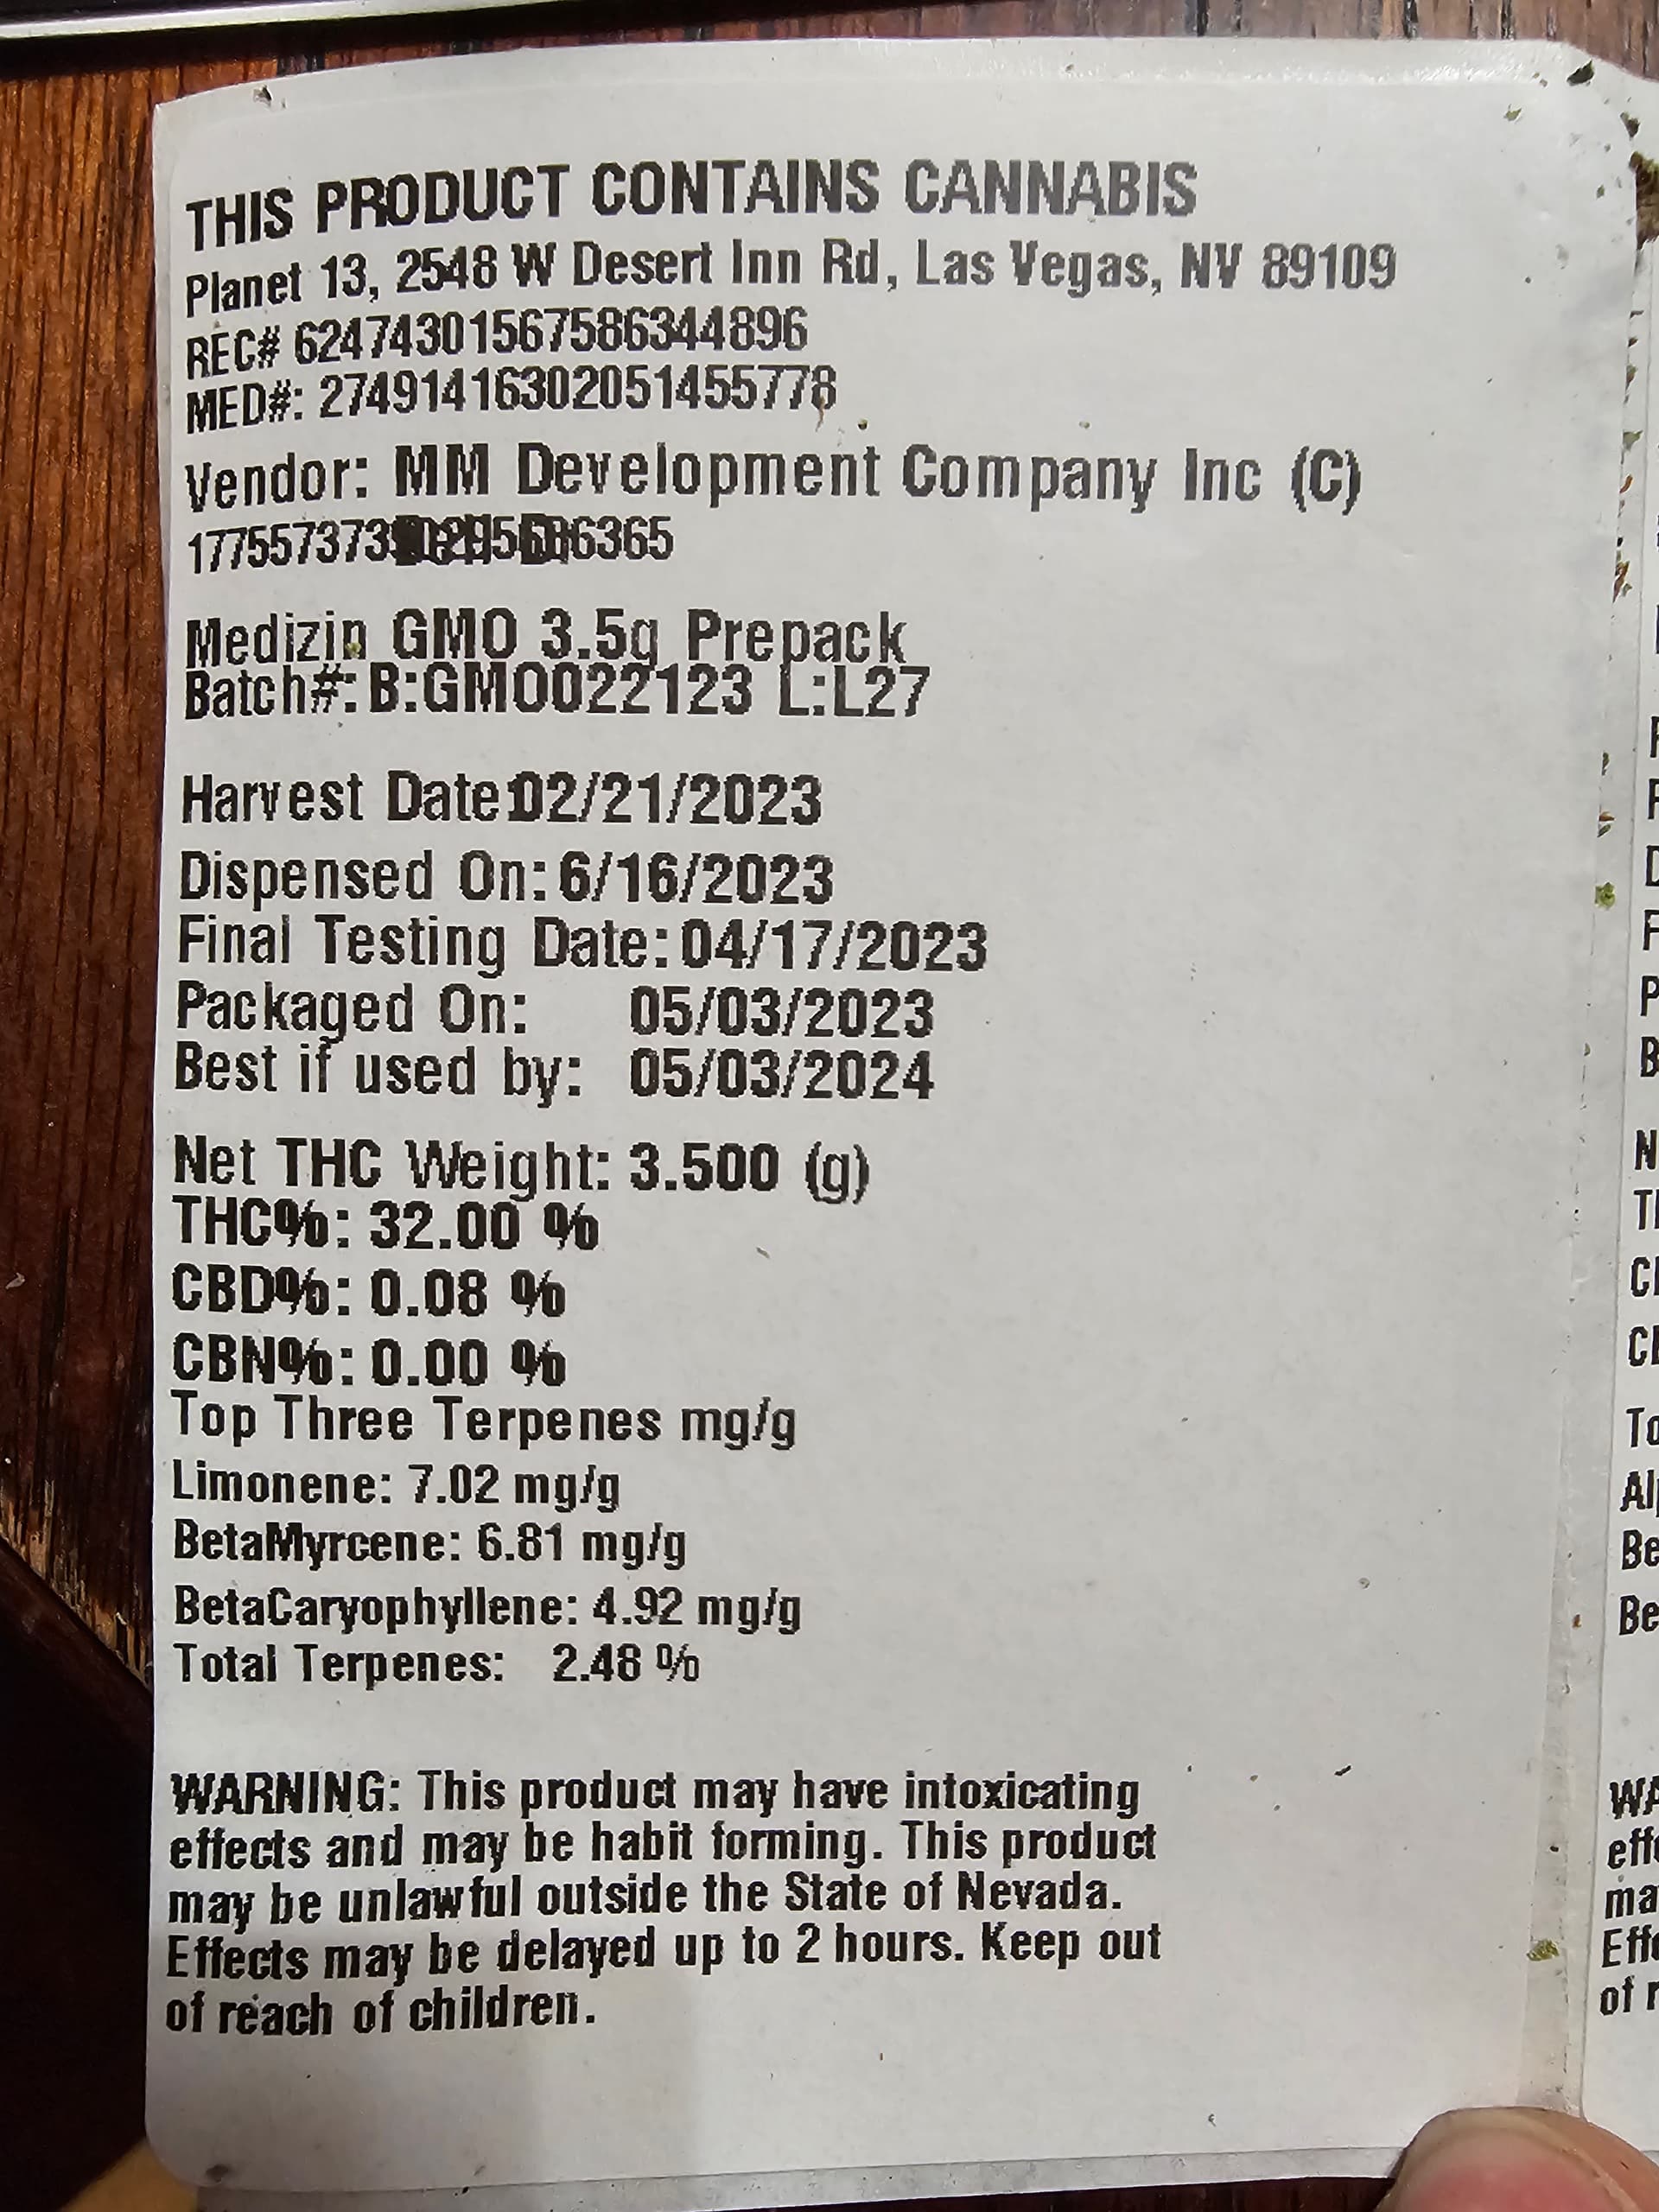 THIS PRODUCT CONTAINS CANNABIS
Planet 13, 2548 W Desert Inn Rd, Las Vegas, NV 89109
REC# 62474301567586344896
MED#: 27491416302051455778
Vendor: MM Development Company Inc (C)
Medizin GMO 3.5g Prepack
Batch#: B:GMO022123 L:L27
Harvest Date: 02/21/2023
Dispensed On: 6/16/2023
Final Testing Date: 04/17/2023
Packaged On: 05/03/2023
Best if used by: 05/03/2024
Net THC Weight: 3.500 (g)
THC%: 32.00 %
CBD%: 0.08 %
CBN%: 0.00 %
Top Three Terpenes mg/g
Limonene: 7.02 mg/g
BetaMyrcene: 6.81 mg/g
BetaCaryophyllene: 4.92 mg/g
Total Terpenes: 2.48 %
WARNING: This product may have intoxicating
effects and may be habit forming. This product
may be unlawful outside the State of Nevada.
Effects may be delayed up to 2 hours. Keep out
of reach of children.